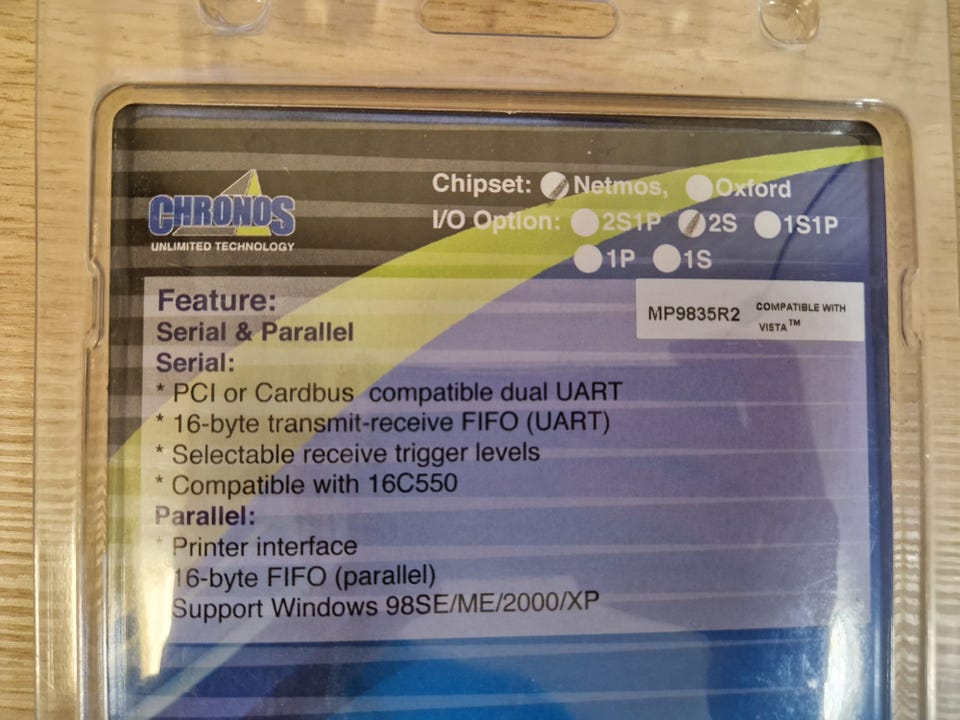 CHRONOS
UNLIMITED TECHNOLOGY
Chipset: Netmos, Oxford
I/O Option: 2S1P 2S 1S1P
1P 1S
Feature:
MP9835R2 COMPATIBLE WITH
VISTA™
Serial & Parallel
Serial:
* PCI or Cardbus compatible dual UART
* 16-byte transmit-receive FIFO (UART)
* Selectable receive trigger levels
* Compatible with 16C550
Parallel:
* Printer interface
16-byte FIFO (parallel)
Support Windows 98SE/ME/2000/XP